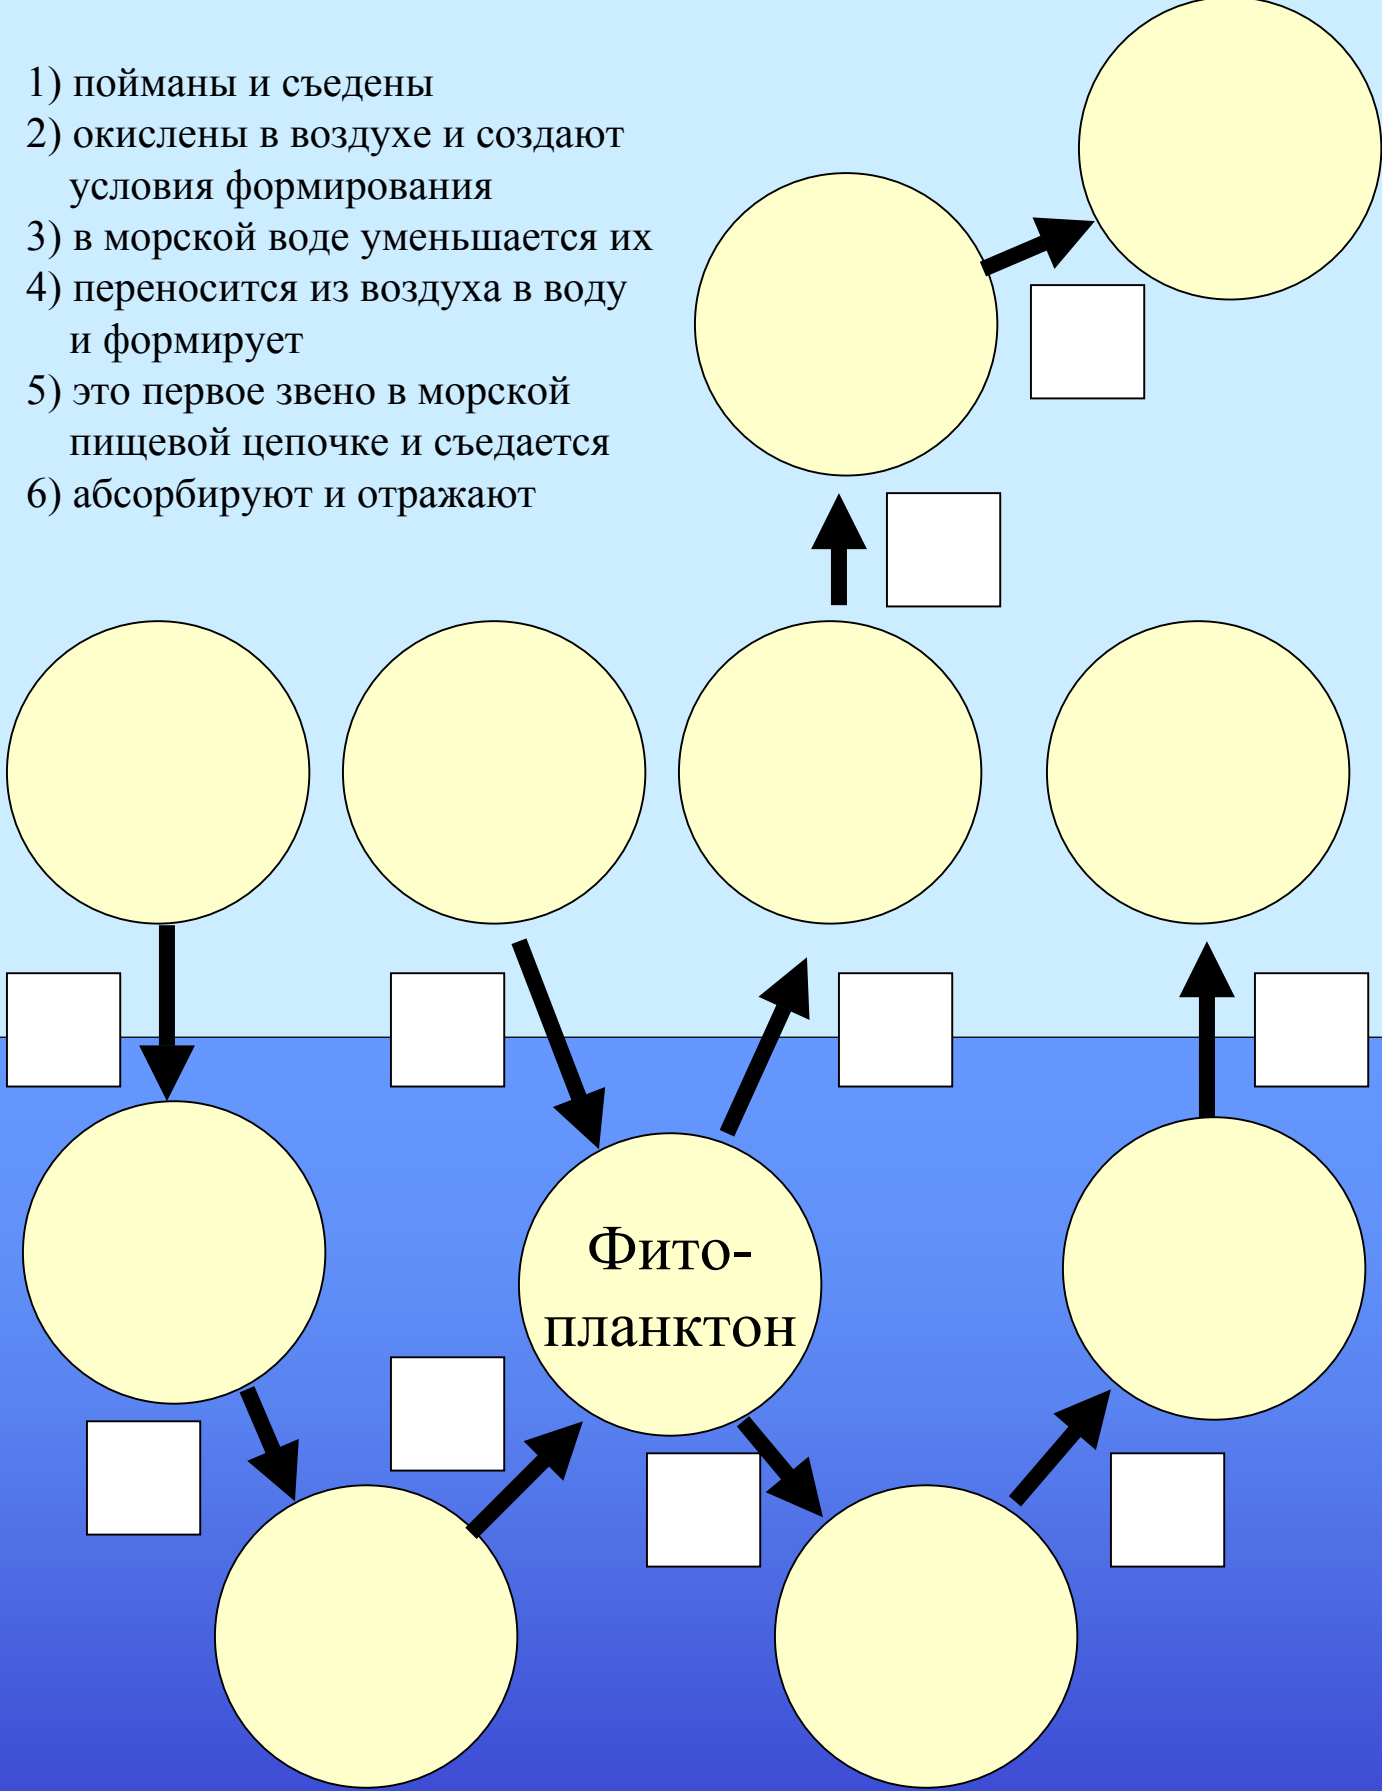 1) пойманы и съедены
2) окислены в воздухе и создают
условия формирования
3) в морской воде уменьшается их
4) переносится из воздуха в воду
и формирует
5) это первое звено в морской
пищевой цепочке и съедается
6) абсорбируют и отражают
Фито-
планктон